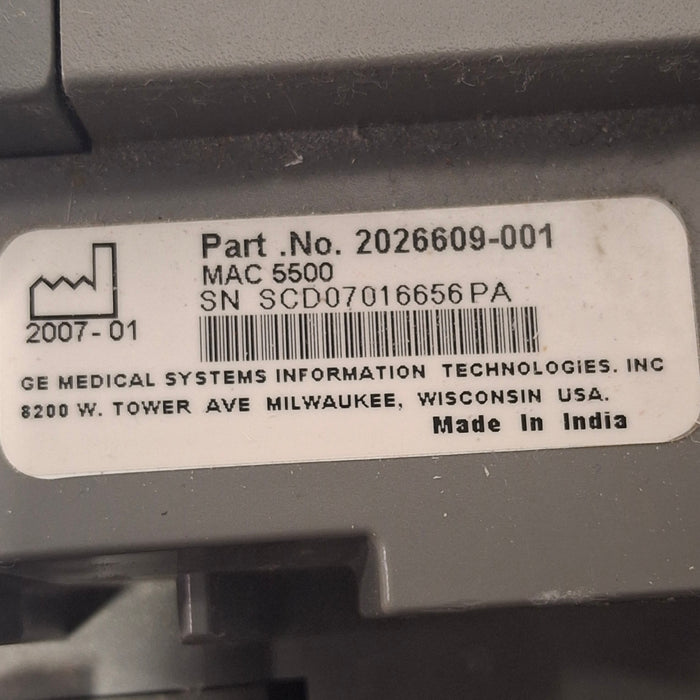 Part .No. 2026609-001
MAC 5500
SN SCD07016656PA
2007-01
GE MEDICAL SYSTEMS INFORMATION TECHNOLOGIES. INC
8200 W. TOWER AVE MILWAUKEE, WISCONSIN USA.
Made In India